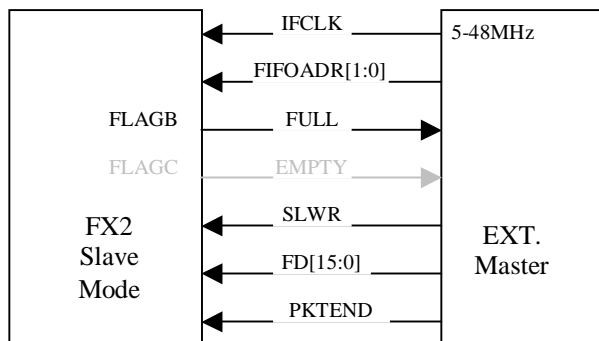 IFCLK 5-48MHz
FIFOADR[1:0]
FLAGB FULL
FLAGC EMPTY
SLWR
FX2 EXT.
Slave FD[15:0] Master
Mode
PKTEND